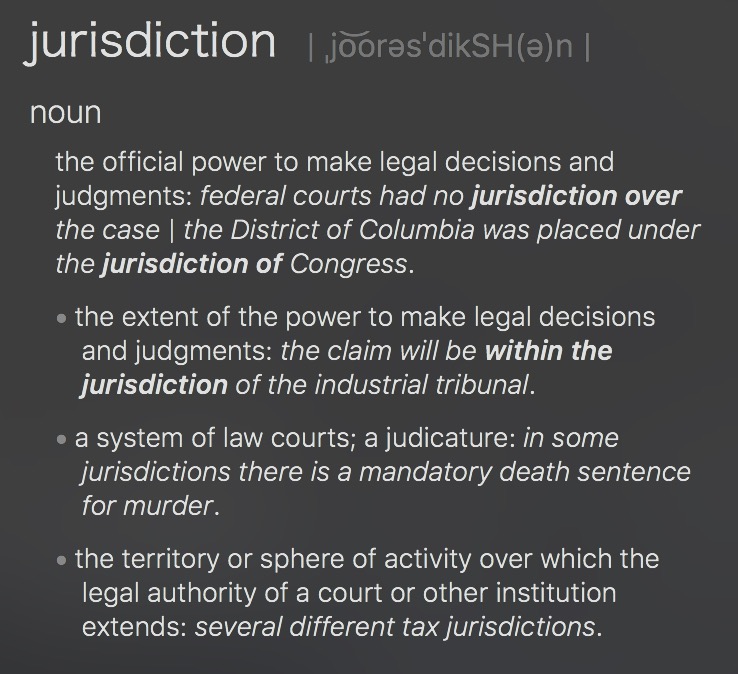 jurisdiction | ˌjo͝orəsˈdikSH(ə)n |
noun
the official power to make legal decisions and
judgments: federal courts had no jurisdiction over
the case | the District of Columbia was placed under
the jurisdiction of Congress.
• the extent of the power to make legal decisions
and judgments: the claim will be within the
jurisdiction of the industrial tribunal.
• a system of law courts; a judicature: in some
jurisdictions there is a mandatory death sentence
for murder.
• the territory or sphere of activity over which the
legal authority of a court or other institution
extends: several different tax jurisdictions.